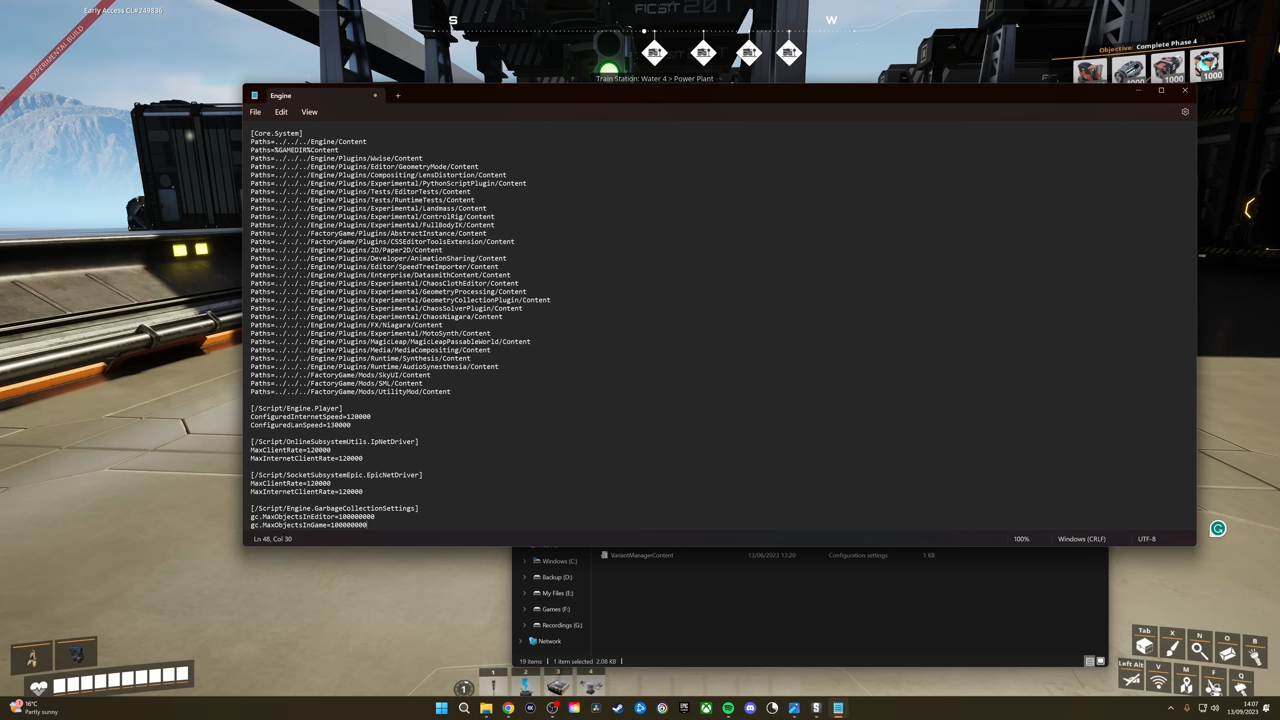 Early Access CL#249836
EXPERIMENTAL BUILD
FICSIT 201
S
W
Objective: Complete Phase 4
1000
1000
1000
Train Station: Water 4 > Power Plant
Engine
File
Edit
View
[Core.System]
Paths=../../../Engine/Content
Paths=%GAMEDIR%Content
Paths=../../../Engine/Plugins/Wwise/Content
Paths=../../../Engine/Plugins/Editor/GeometryMode/Content
Paths=../../../Engine/Plugins/Compositing/LensDistortion/Content
Paths=../../../Engine/Plugins/Experimental/PythonScriptPlugin/Content
Paths=../../../Engine/Plugins/Tests/EditorTests/Content
Paths=../../../Engine/Plugins/Tests/RuntimeTests/Content
Paths=../../../Engine/Plugins/Experimental/Landmass/Content
Paths=../../../Engine/Plugins/Experimental/ControlRig/Content
Paths=../../../Engine/Plugins/Experimental/FullBodyIK/Content
Paths=../../../FactoryGame/Plugins/AbstractInstance/Content
Paths=../../../FactoryGame/Plugins/CSSEditorToolsExtension/Content
Paths=../../../Engine/Plugins/2D/Paper2D/Content
Paths=../../../Engine/Plugins/Developer/AnimationSharing/Content
Paths=../../../Engine/Plugins/Editor/SpeedTreeImporter/Content
Paths=../../../Engine/Plugins/Enterprise/DatasmithContent/Content
Paths=../../../Engine/Plugins/Experimental/ChaosClothEditor/Content
Paths=../../../Engine/Plugins/Experimental/GeometryProcessing/Content
Paths=../../../Engine/Plugins/Experimental/GeometryCollectionPlugin/Content
Paths=../../../Engine/Plugins/Experimental/ChaosSolverPlugin/Content
Paths=../../../Engine/Plugins/Experimental/ChaosNiagara/Content
Paths=../../../Engine/Plugins/FX/Niagara/Content
Paths=../../../Engine/Plugins/Experimental/MotoSynth/Content
Paths=../../../Engine/Plugins/MagicLeap/MagicLeapPassableWorld/Content
Paths=../../../Engine/Plugins/Media/MediaCompositing/Content
Paths=../../../Engine/Plugins/Runtime/Synthesis/Content
Paths=../../../Engine/Plugins/Runtime/AudioSynesthesia/Content
Paths=../../../FactoryGame/Mods/SkyUI/Content
Paths=../../../FactoryGame/Mods/SML/Content
Paths=../../../FactoryGame/Mods/UtilityMod/Content
[/Script/Engine.Player]
ConfiguredInternetSpeed=120000
ConfiguredLanSpeed=130000
[/Script/OnlineSubsystemUtils.IpNetDriver]
MaxClientRate=120000
MaxInternetClientRate=120000
[/Script/SocketSubsystemEpic.EpicNetDriver]
MaxClientRate=120000
MaxInternetClientRate=120000
[/Script/Engine.GarbageCollectionSettings]
gc.MaxObjectsInEditor=100000000
gc.MaxObjectsInGame=100000000
Ln 48, Col 30
100%
Windows (CRLF)
UTF-8
VariantManagerContent
13/06/2023 13:20
Configuration settings
1 KB
Windows (C:)
Backup (D:)
My Files (E:)
Games (F:)
Recordings (G:)
Network
19 items
1 item selected 2.08 KB
1
1 2 3 4
Tab X N O B
Left Alt V M F Q
16°C
Partly sunny
14:07
13/09/2023